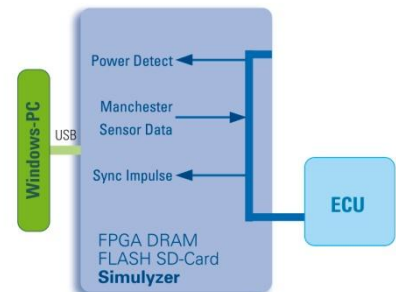 Power Detect
Manchester
Sensor Data
Sync Impulse
Windows-PC
USB
ECU
FPGA DRAM
FLASH SD-Card
Simulyzer